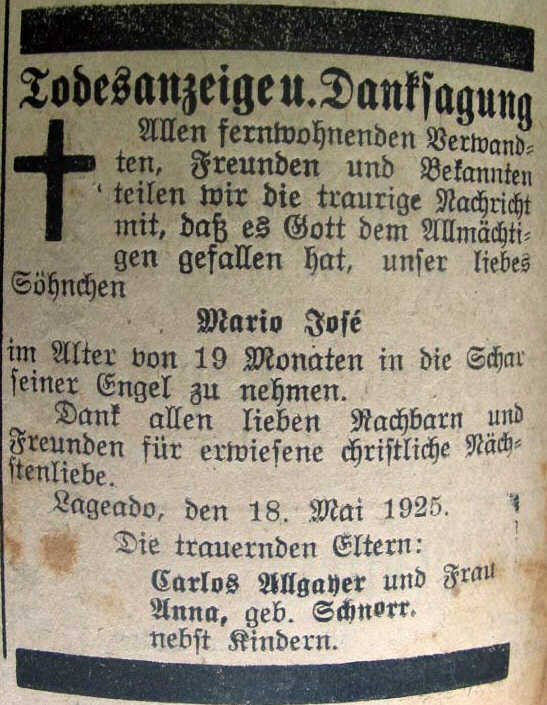 Todesanzeige u. Danksagung
Allen fernwohnenden Verwand-
ten, Freunden und Bekannten
teilen wir die traurige Nachricht
mit, daß es Gott dem Allmächti-
gen gefallen hat, unser liebes
Söhnchen
Mario José
im Alter von 19 Monaten in die Schar
seiner Engel zu nehmen.
Dank allen lieben Nachbarn und
Freunden für erwiesene christliche Näch-
stenliebe.
Lageado, den 18. Mai 1925.
Die trauernden Eltern:
Carlos Allgayer und Frau
Anna, geb. Schnorr.
nebst Kindern.